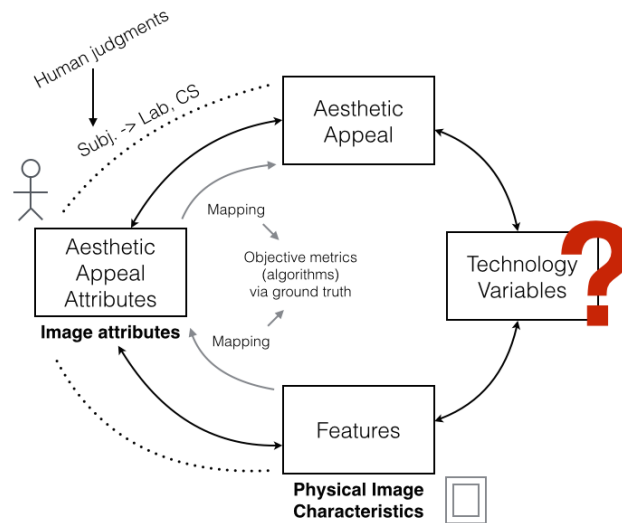 Human judgments
Subj. -> Lab, CS
Aesthetic
Appeal
Mapping
Aesthetic
Appeal
Attributes
Image attributes
Objective metrics
(algorithms)
via ground truth
Technology
Variables
?
Mapping
Features
Physical Image
Characteristics